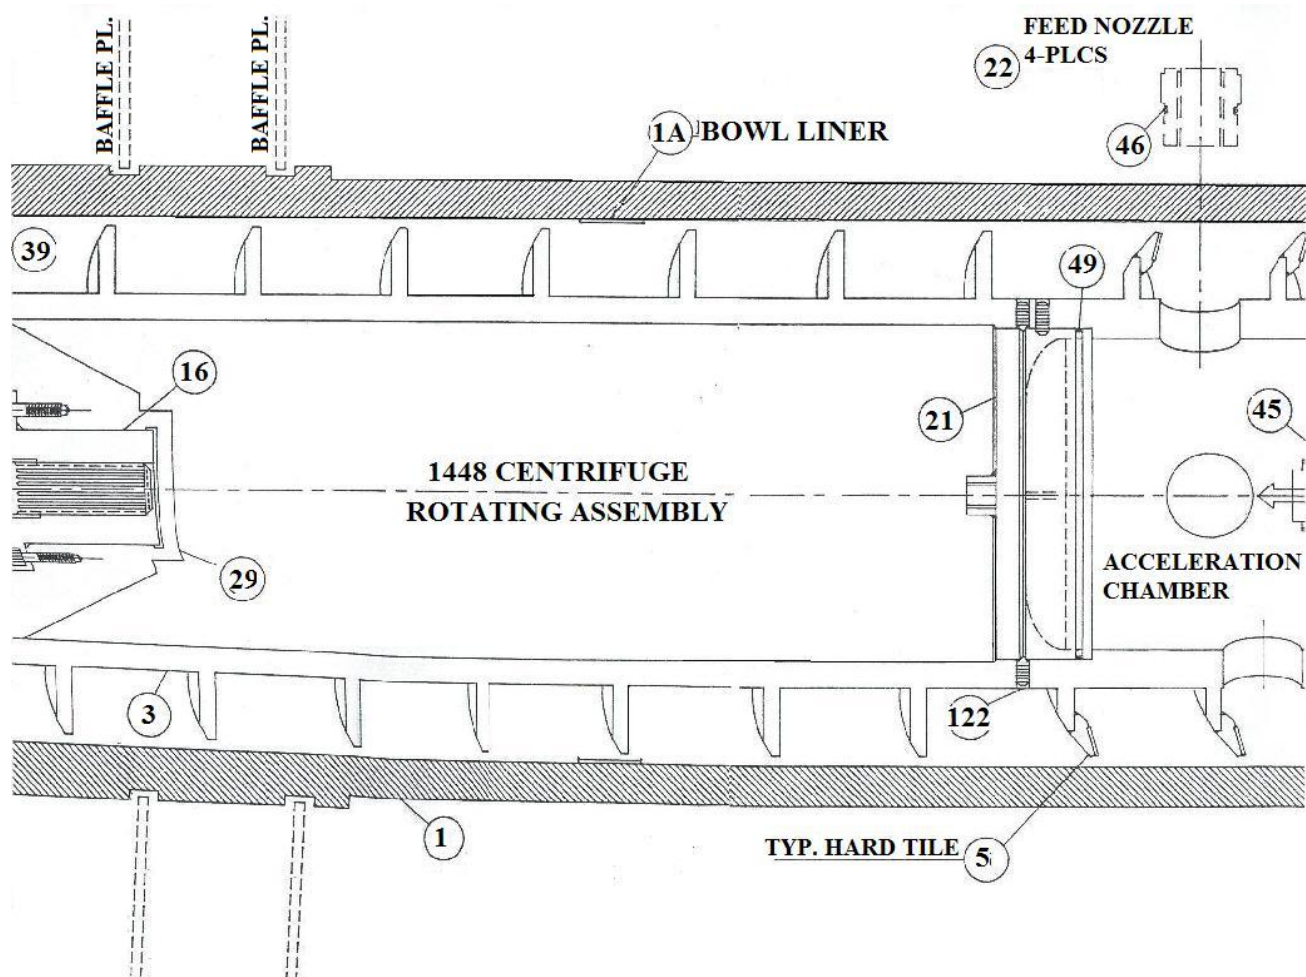 BAFFLE PL.
BAFFLE PL.
22
FEED NOZZLE
4-PLCS
46
1A BOWL LINER
39
49
16
21
45
1448 CENTRIFUGE
ROTATING ASSEMBLY
29
ACCELERATION
CHAMBER
3
122
1
TYP. HARD TILE 5